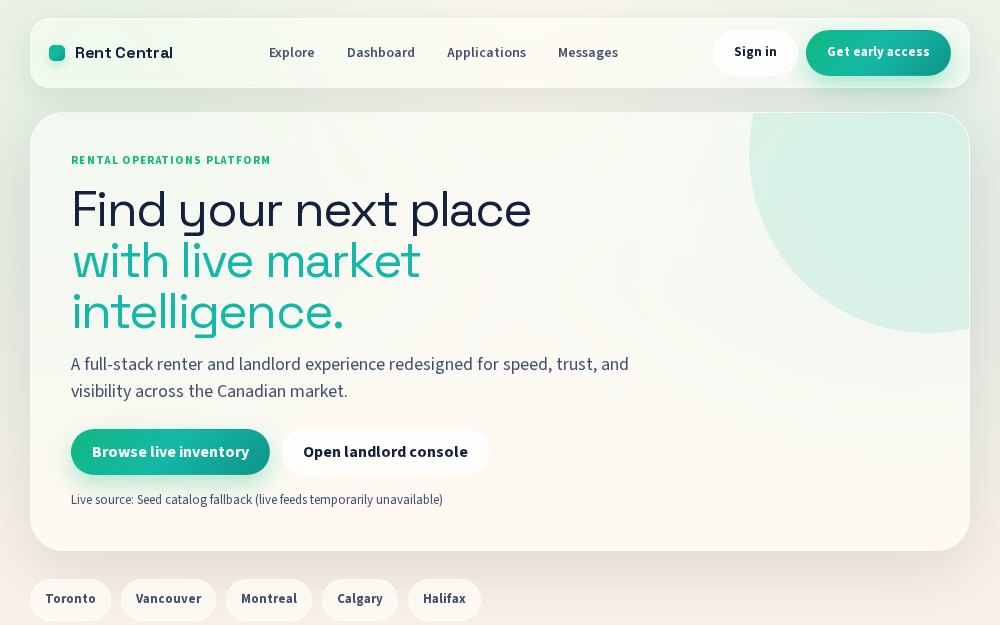 Rent Central
Explore
Dashboard
Applications
Messages
Sign in
Get early access
RENTAL OPERATIONS PLATFORM
Find your next place
with live market
intelligence.
A full-stack renter and landlord experience redesigned for speed, trust, and
visibility across the Canadian market.
Browse live inventory
Open landlord console
Live source: Seed catalog fallback (live feeds temporarily unavailable)
Toronto
Vancouver
Montreal
Calgary
Halifax